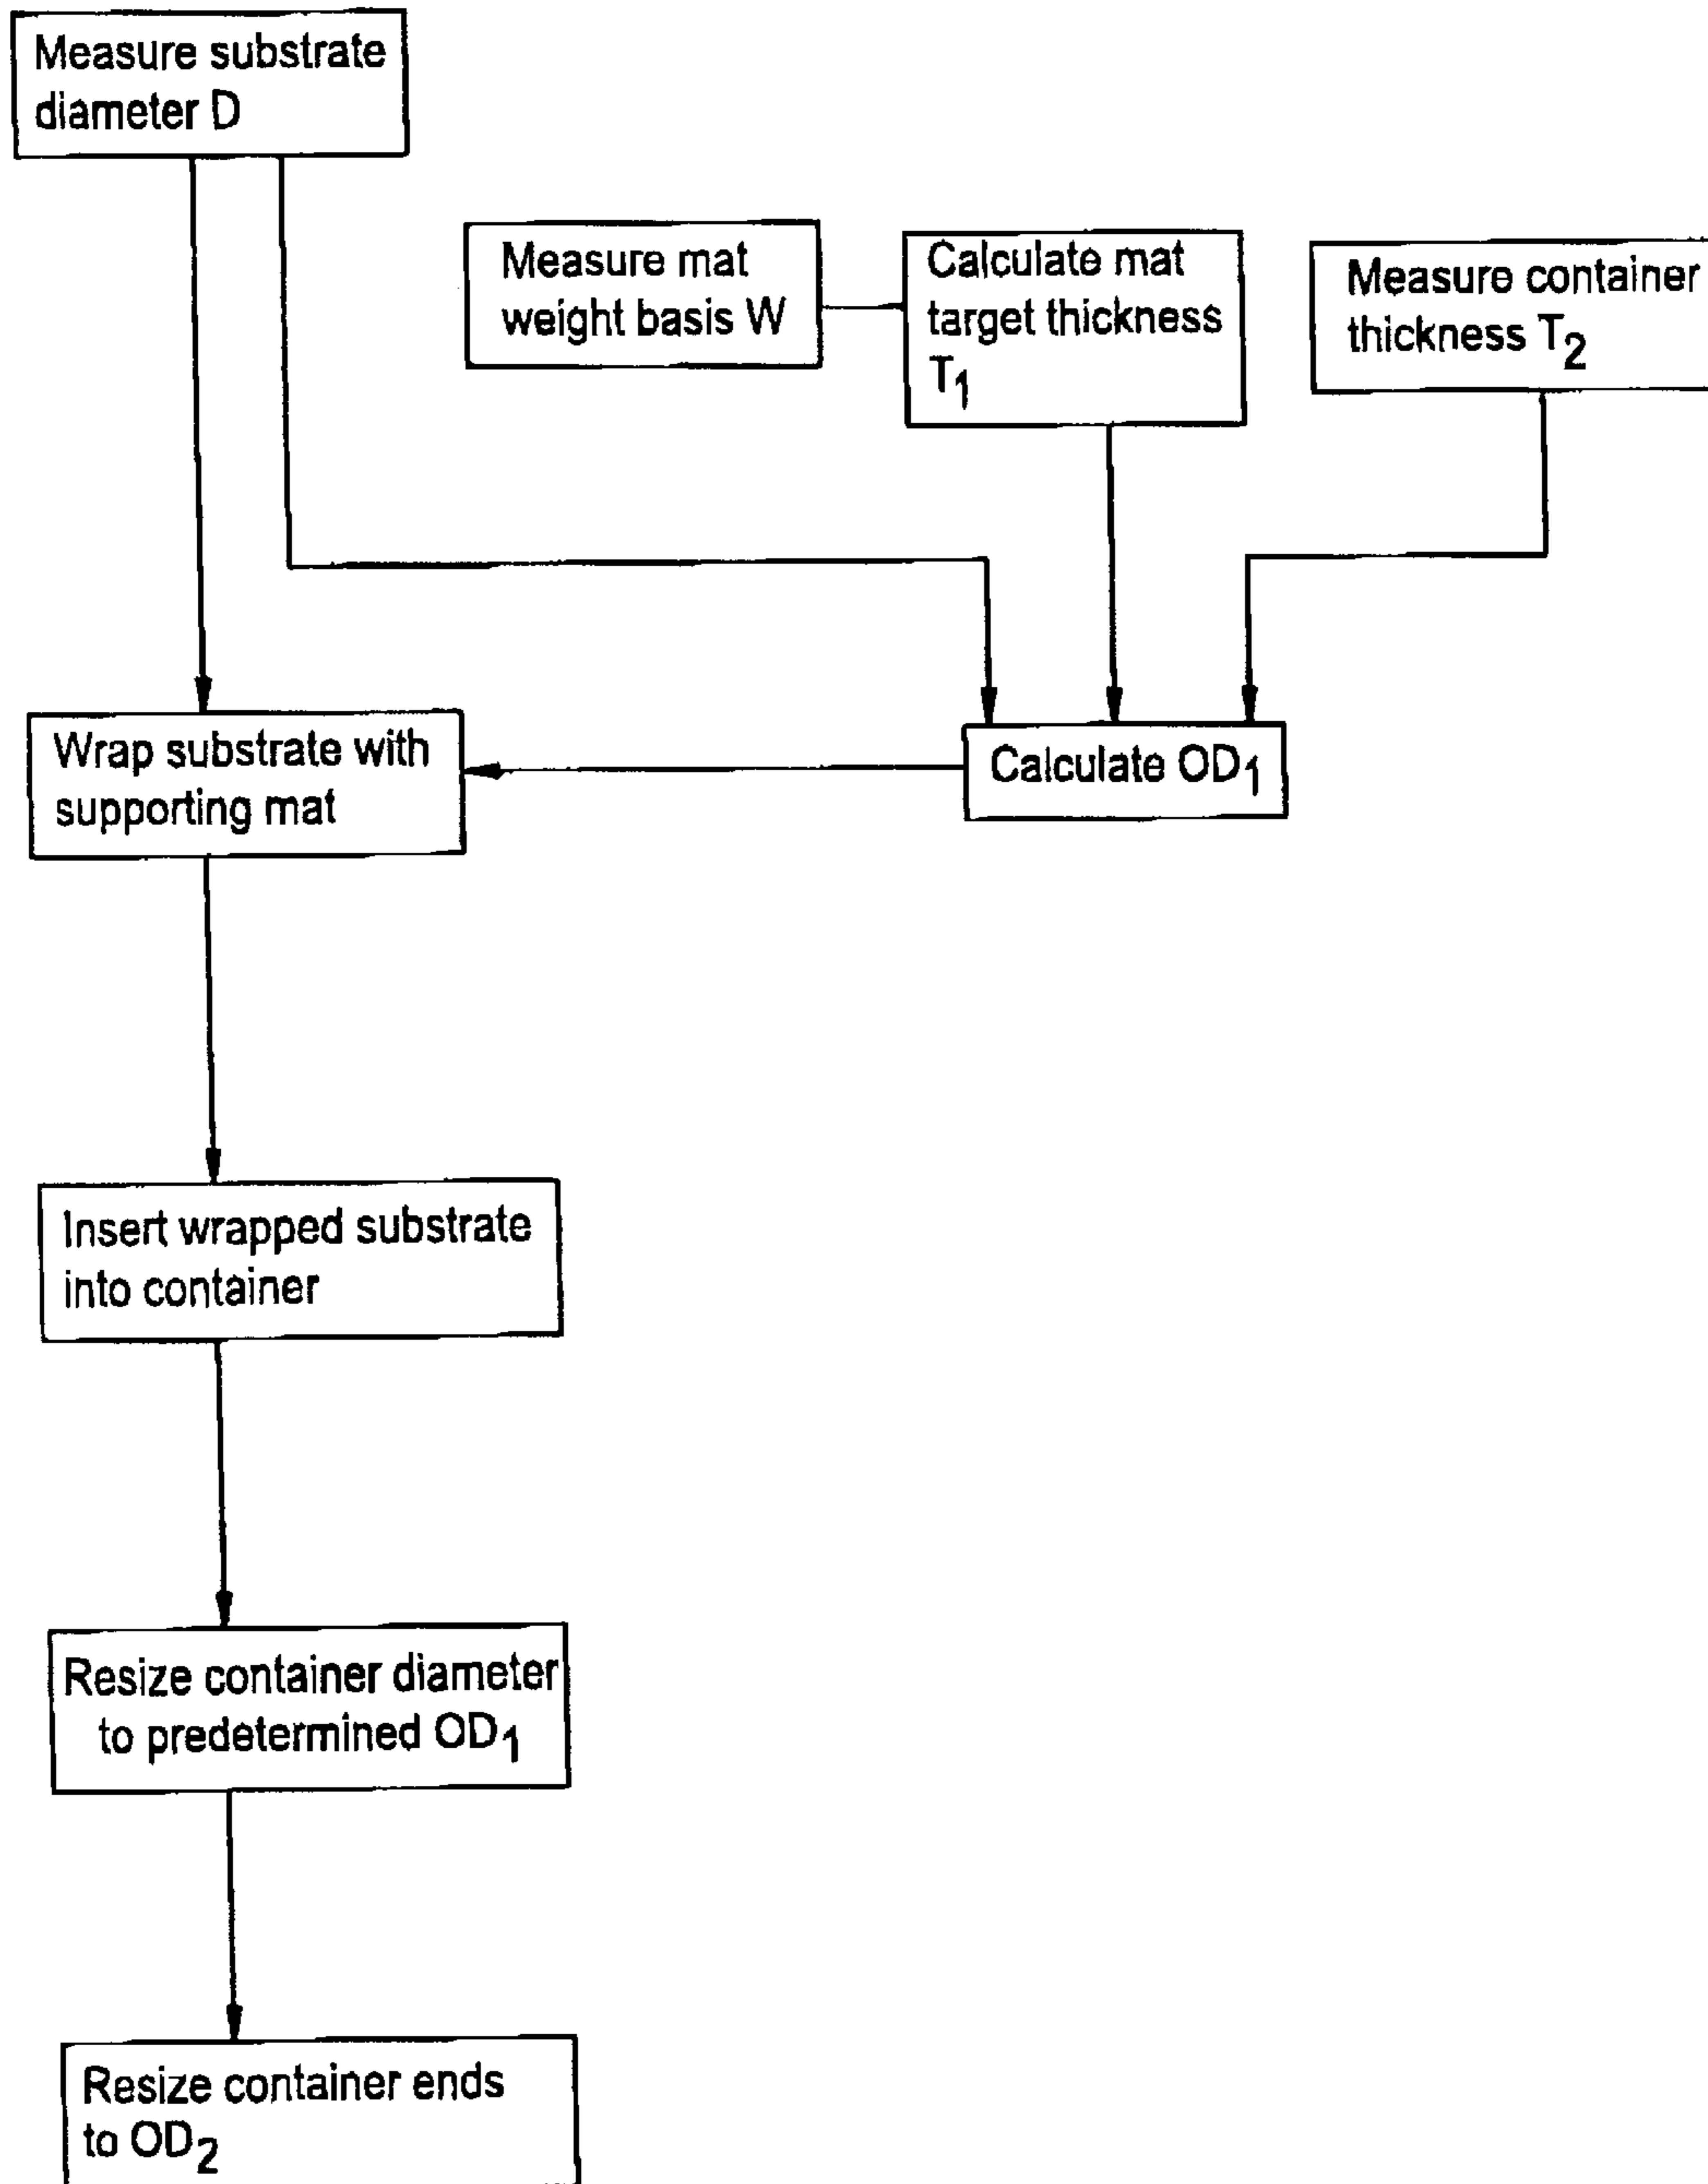 Measure substrate
diameter D
Measure mat
weight basis W
Calculate mat
target thickness
T1
Measure container
thickness T2
Wrap substrate with
supporting mat
Calculate OD1
Insert wrapped substrate
into container
Resize container diameter
to predetermined OD1
Resize container ends
to OD2